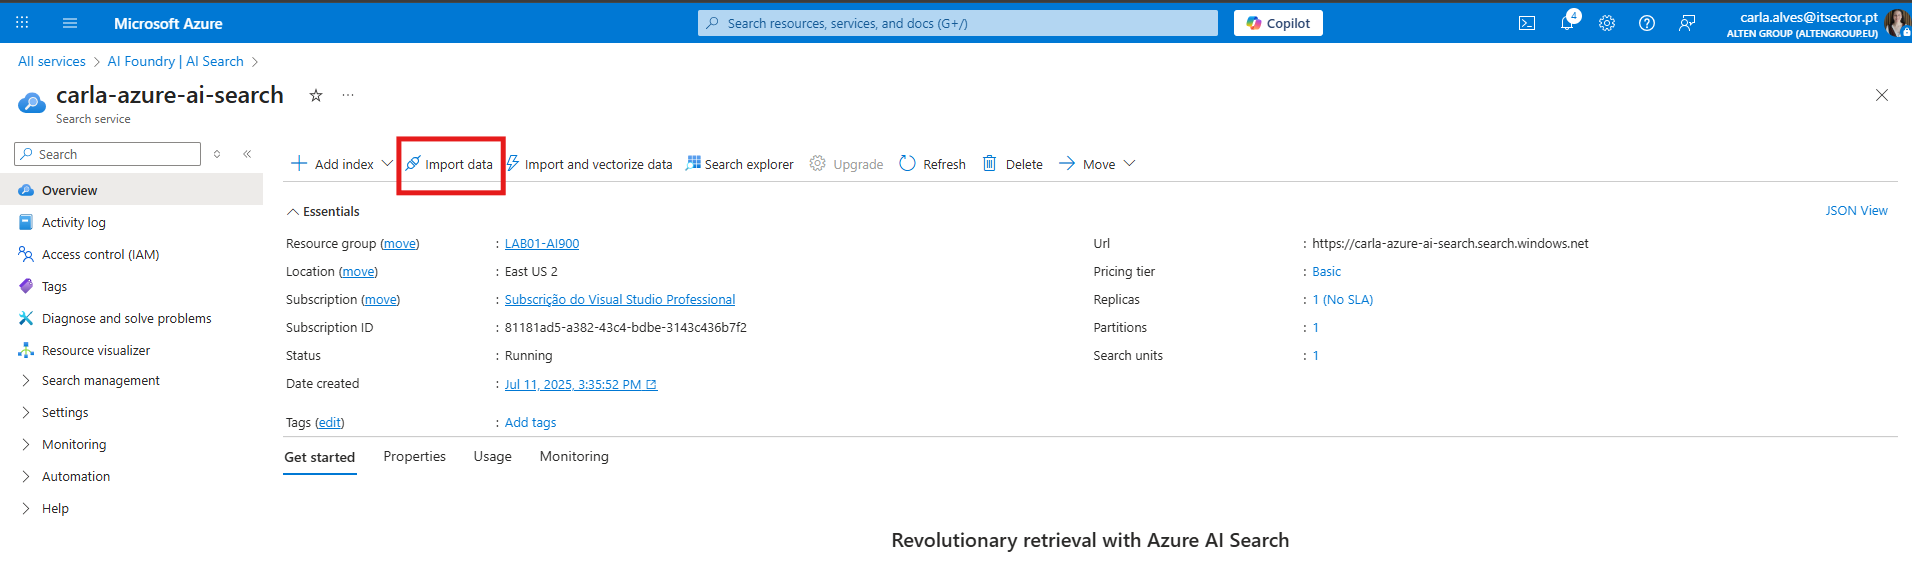 Microsoft Azure
Search resources, services, and docs (G+/)
Copilot
4
carla.alves@itsector.pt
ALTEN GROUP (ALTENGROUP.EU)
All services > AI Foundry | AI Search >
carla-azure-ai-search
Search service
Search
Add index
Import data
Import and vectorize data
Search explorer
Upgrade
Refresh
Delete
Move
Overview
Activity log
Access control (IAM)
Tags
Diagnose and solve problems
Resource visualizer
Search management
Settings
Monitoring
Automation
Help
Essentials
JSON View
Resource group (move) : LAB01-AI900
Location (move) : East US 2
Subscription (move) : Subscrição do Visual Studio Professional
Subscription ID : 81181ad5-a382-43c4-bdbe-3143c436b7f2
Status : Running
Date created : Jul 11, 2025, 3:35:52 PM
Tags (edit) : Add tags
Url : https://carla-azure-ai-search.search.windows.net
Pricing tier : Basic
Replicas : 1 (No SLA)
Partitions : 1
Search units : 1
Get started
Properties
Usage
Monitoring
Revolutionary retrieval with Azure AI Search